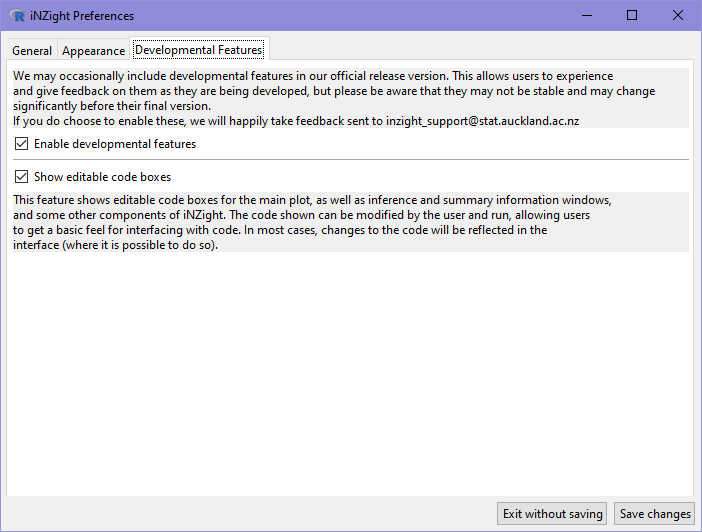 iNZight Preferences
General
Appearance
Developmental Features
We may occasionally include developmental features in our official release version. This allows users to experience
and give feedback on them as they are being developed, but please be aware that they may not be stable and may change
significantly before their final version.
If you do choose to enable these, we will happily take feedback sent to inzight_support@stat.auckland.ac.nz
Enable developmental features
Show editable code boxes
This feature shows editable code boxes for the main plot, as well as inference and summary information windows,
and some other components of iNZight. The code shown can be modified by the user and run, allowing users
to get a basic feel for interfacing with code. In most cases, changes to the code will be reflected in the
interface (where it is possible to do so).
Exit without saving
Save changes